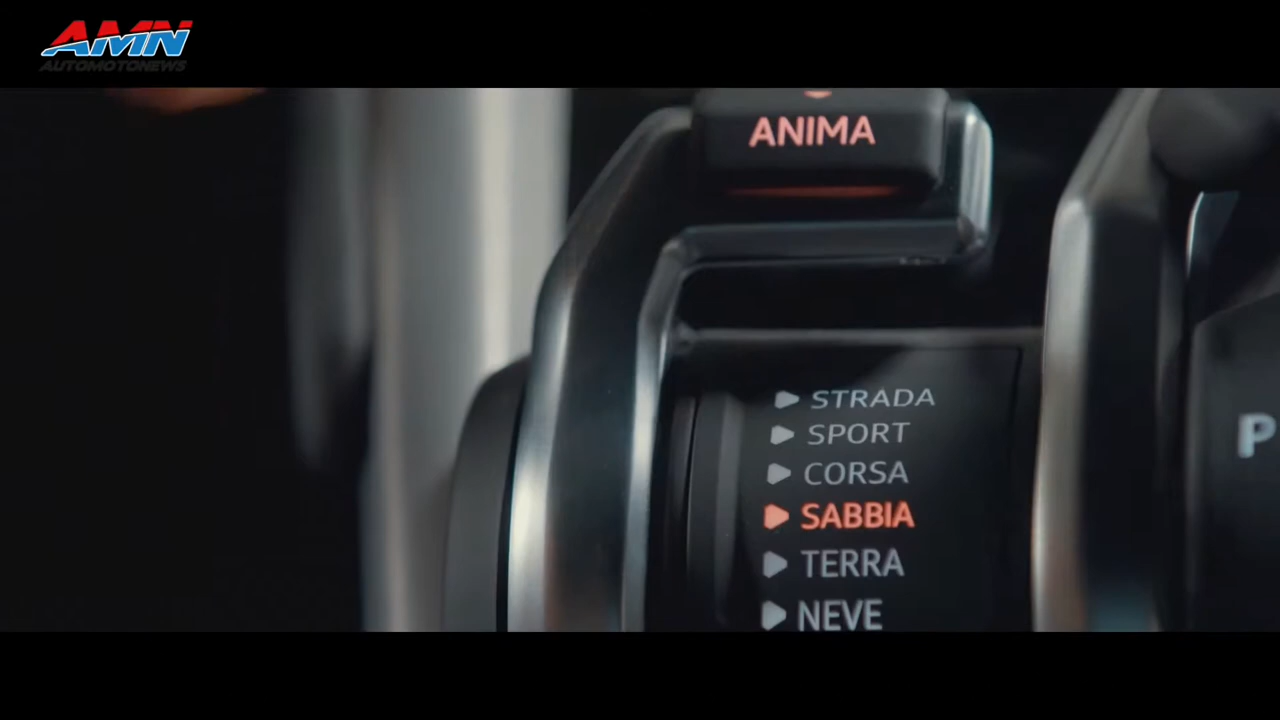 AMN
AUTOMOTONEWS
ANIMA
STRADA
SPORT
CORSA
SABBIA
TERRA
NEVE
P